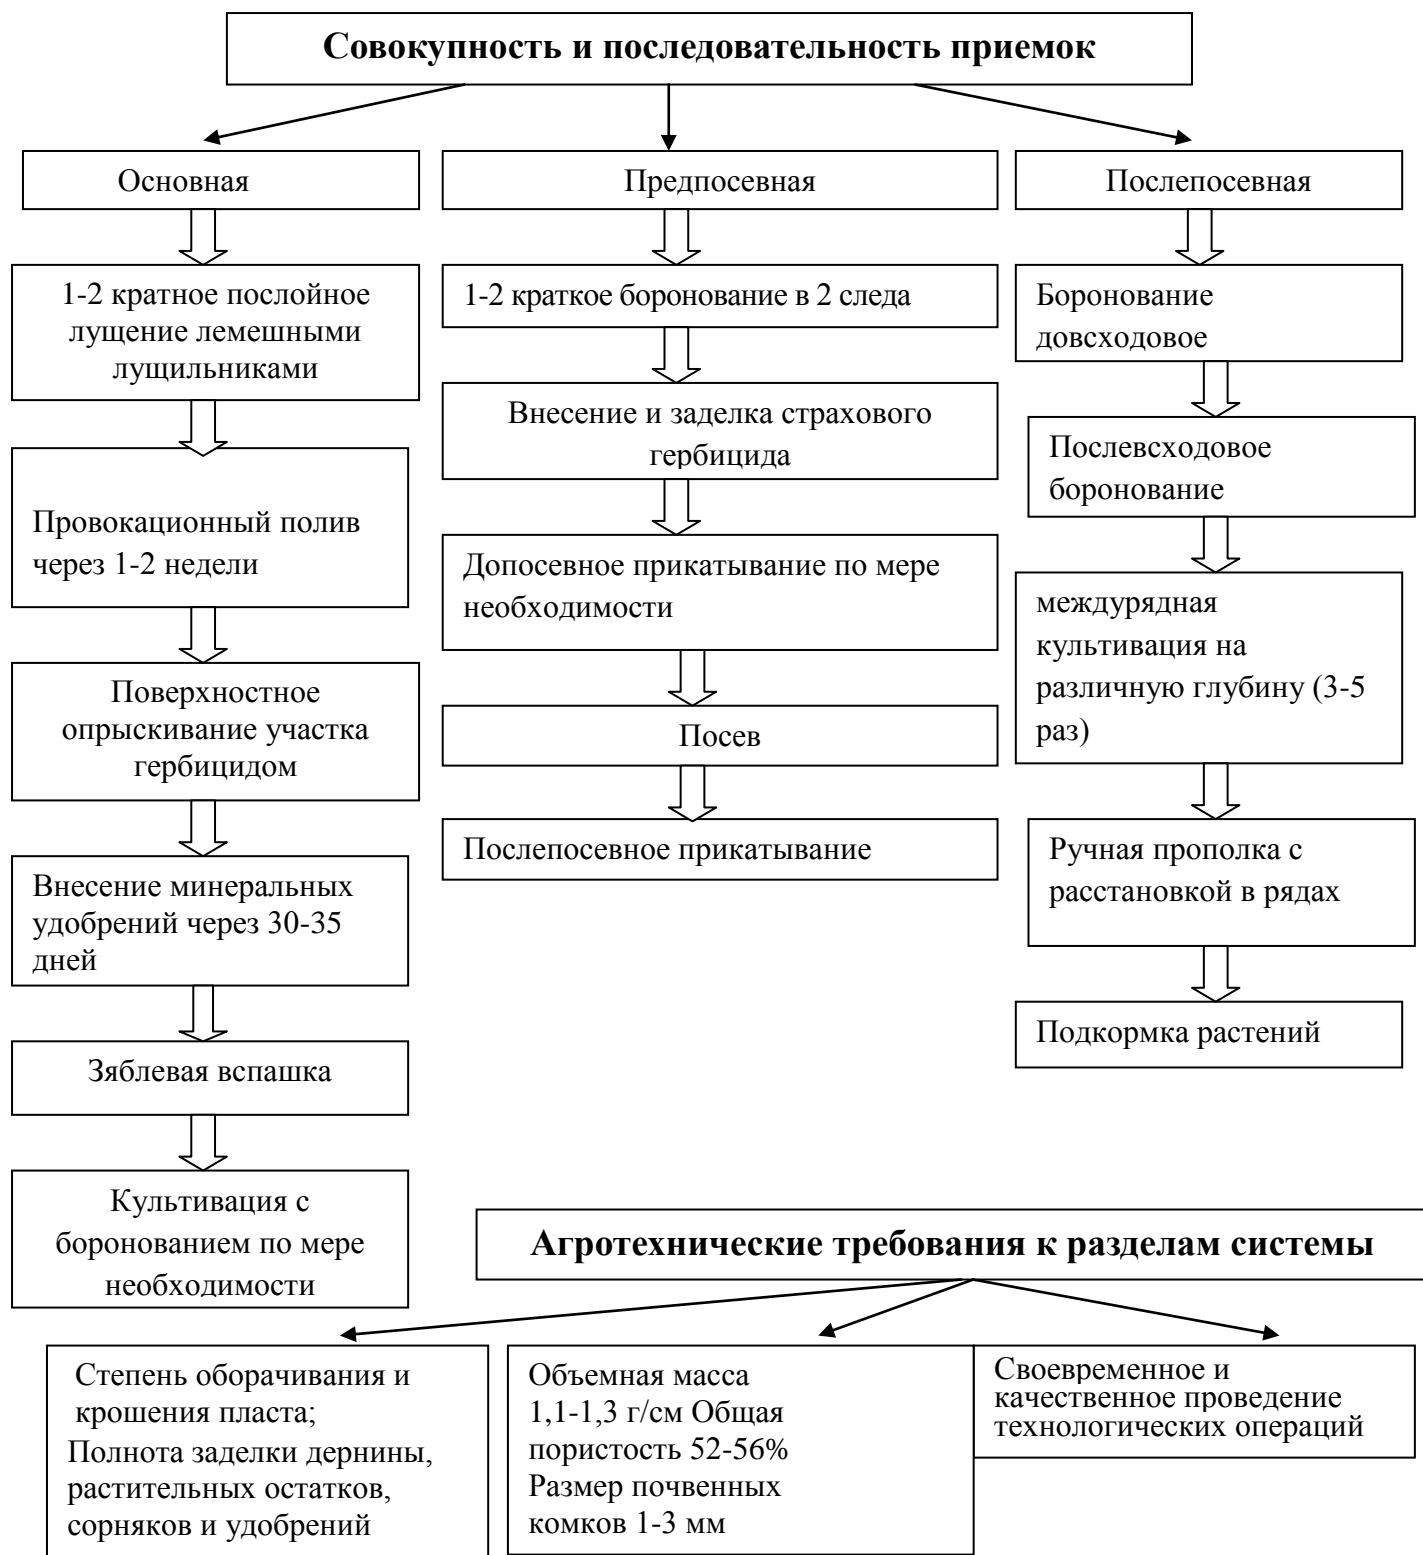 Совокупность и последовательность приемок
Основная
1-2 кратное послойное
лущение лемешными
лущильниками
Провокационный полив
через 1-2 недели
Поверхностное
опрыскивание участка
гербицидом
Внесение минеральных
удобрений через 30-35
дней
Зяблевая вспашка
Культивация с
боронованием по мере
необходимости
Предпосевная
1-2 краткое боронование в 2 следа
Внесение и заделка страхового
гербицида
Допосевное прикатывание по мере
необходимости
Посев
Послепосевное прикатывание
Послепосевная
Боронование
довсходовое
Послевсходовое
боронование
междурядная
культивация на
различную глубину (3-5
раз)
Ручная прополка с
расстановкой в рядах
Подкормка растений
Агротехнические требования к разделам системы
Степень оборачивания и
крошения пласта;
Полнота заделки дернины,
растительных остатков,
сорняков и удобрений
Объемная масса
1,1-1,3 г/см Общая
пористость 52-56%
Размер почвенных
комков 1-3 мм
Своевременное и
качественное проведение
технологических операций